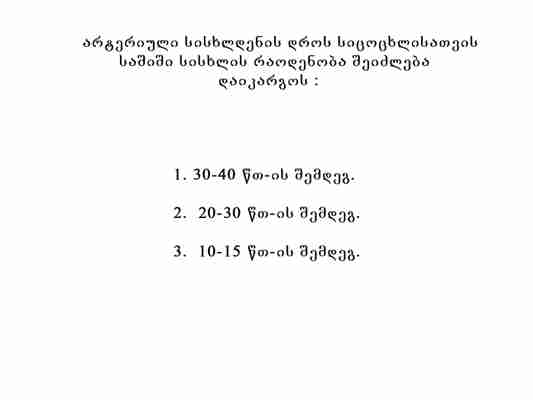 არტერიული სისხლდენის დროს სიცოცხლისათვის
საშიში სისხლის რაოდენობა შეიძლება
დაიკარგოს :
1. 30-40 წთ-ის შემდეგ.
2. 20-30 წთ-ის შემდეგ.
3. 10-15 წთ-ის შემდეგ.